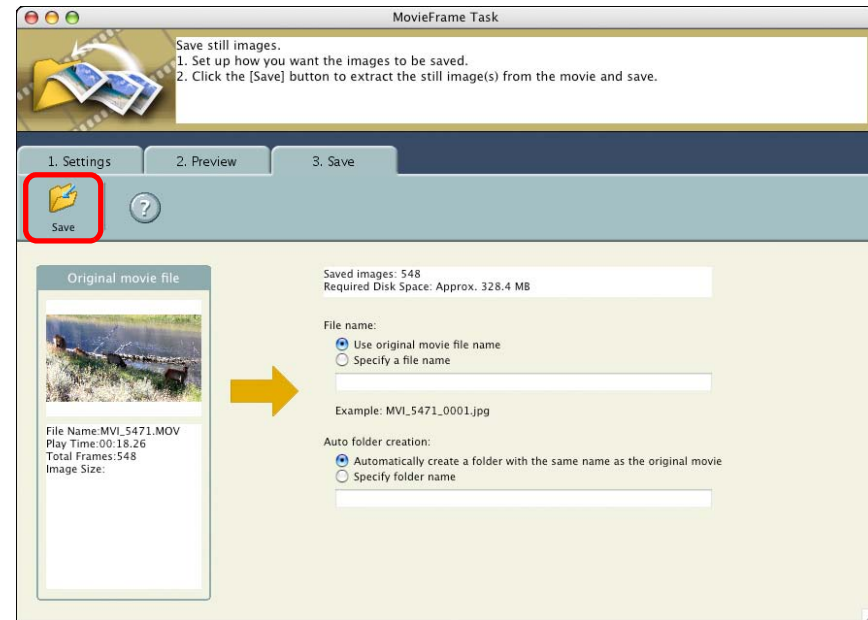 MovieFrame Task
Save still images.
1. Set up how you want the images to be saved.
2. Click the [Save] button to extract the still image(s) from the movie and save.
1. Settings
2. Preview
3. Save
Save
?
Original movie file
File Name:MVI_5471.MOV
Play Time:00:18.26
Total Frames:548
Image Size:
Saved images: 548
Required Disk Space: Approx. 328.4 MB
File name:
Use original movie file name
Specify a file name
Example: MVI_5471_0001.jpg
Auto folder creation:
Automatically create a folder with the same name as the original movie
Specify folder name